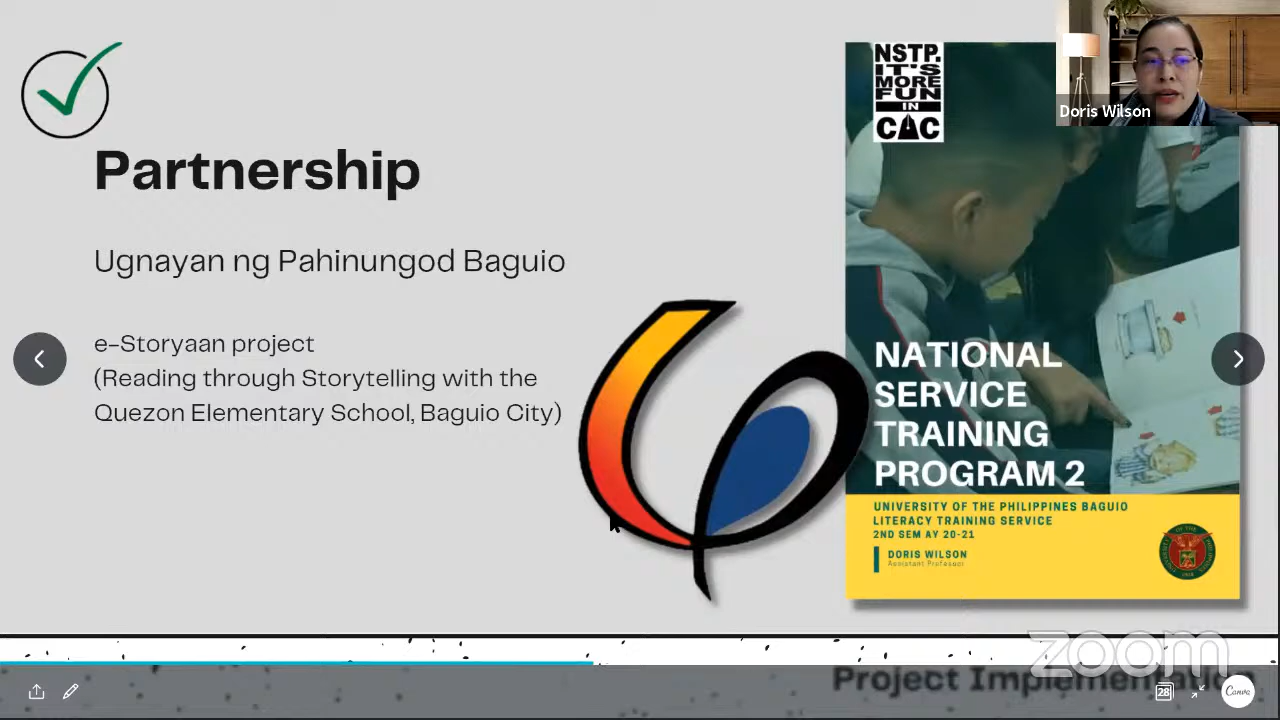 Partnership
Ugnayan ng Pahinungod Baguio
e-Storyaan project
(Reading through Storytelling with the
Quezon Elementary School, Baguio City)
NSTP.
IT'S
MORE
FUN
IN
CAC
Doris Wilson
NATIONAL
SERVICE
TRAINING
PROGRAM 2
UNIVERSITY OF THE PHILIPPINES BAGUIO
LITERACY TRAINING SERVICE
2ND SEM AY 20-21
DORIS WILSON
Assistant Professor
zoom
Project Implementation
28
Canva